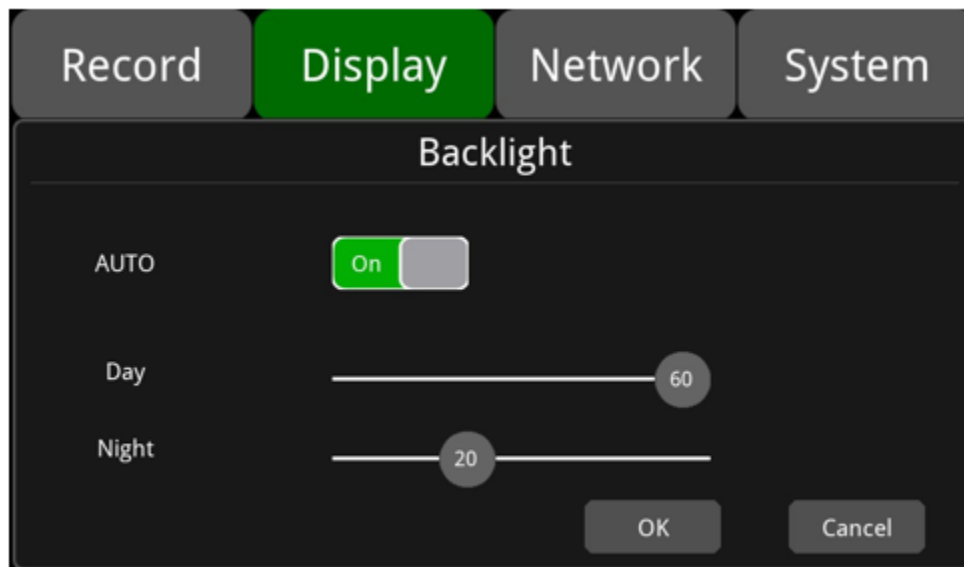 Record Display Network System
Backlight
AUTO On
Day 60
Night 20
OK Cancel